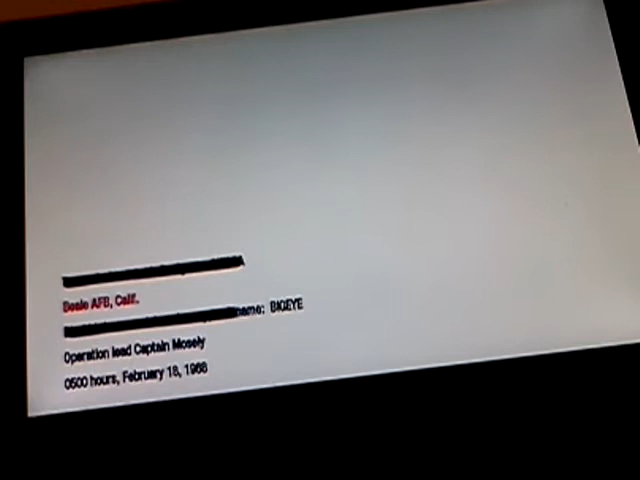 Beale AFB, Calif.
name: BIGEYE
Operation lead Captain Mosely
0500 hours, February 18, 1968